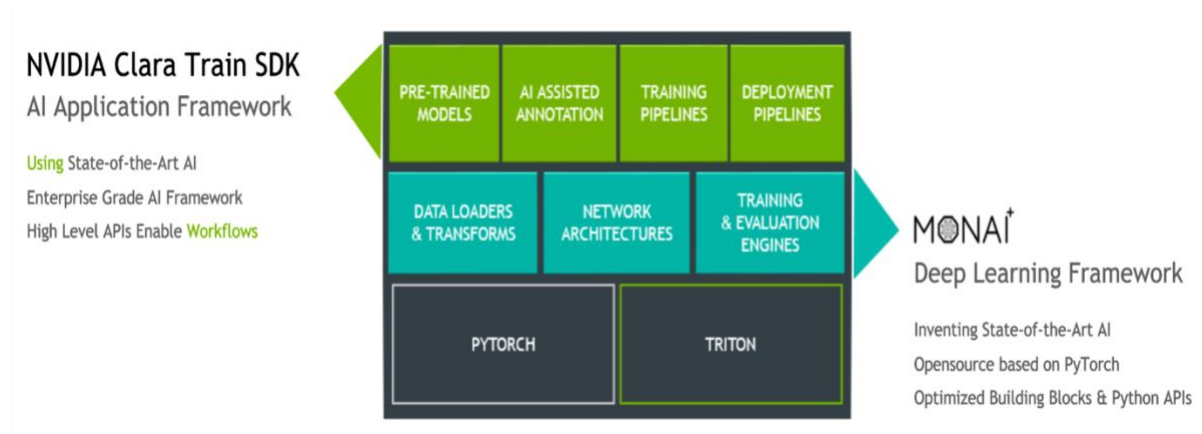 NVIDIA Clara Train SDK
AI Application Framework
Using State-of-the-Art AI
Enterprise Grade AI Framework
High Level APIs Enable Workflows
PRE-TRAINED
MODELS
AI ASSISTED
ANNOTATION
TRAINING
PIPELINES
DEPLOYMENT
PIPELINES
DATA LOADERS
& TRANSFORMS
NETWORK
ARCHITECTURES
TRAINING
& EVALUATION
ENGINES
PYTORCH
TRITON
MONAI
Deep Learning Framework
Inventing State-of-the-Art AI
Opensource based on PyTorch
Optimized Building Blocks & Python APIs